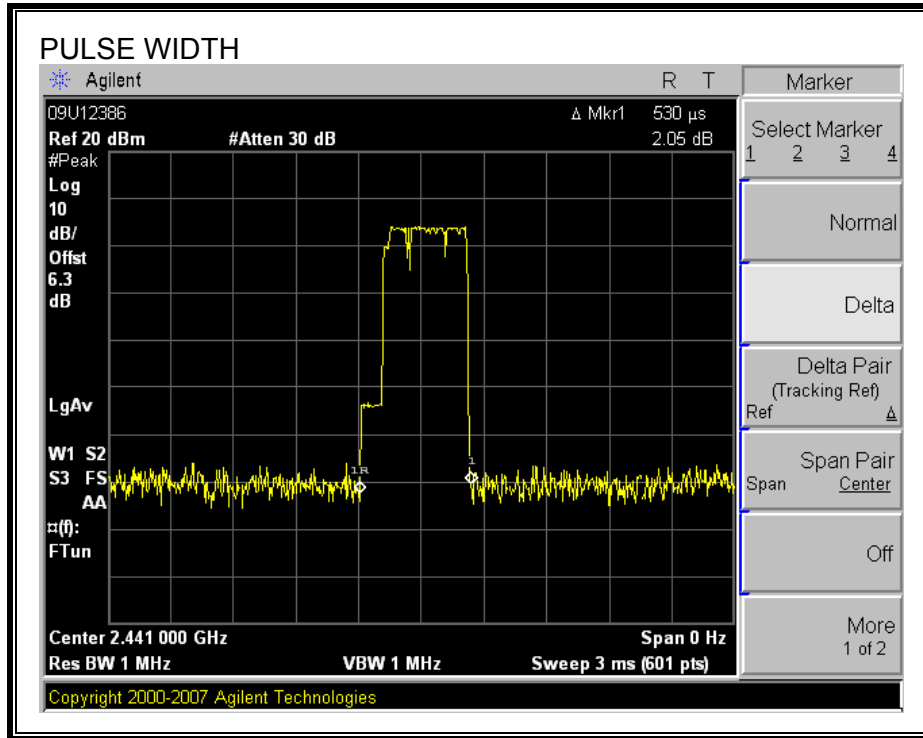 PULSE WIDTH
Agilent R T
09U12386 Δ Mkr1 530 µs
Ref 20 dBm #Atten 30 dB 2.05 dB
#Peak
Log
10
dB/
Offst
6.3
dB
LgAv
W1 S2
S3 FS
AA
¤(f):
FTun
1R
1
Center 2.441 000 GHz Span 0 Hz
Res BW 1 MHz VBW 1 MHz Sweep 3 ms (601 pts)
Copyright 2000-2007 Agilent Technologies
Marker
Select Marker
1 2 3 4
Normal
Delta
Delta Pair
(Tracking Ref)
Ref Δ
Span Pair
Span Center
Off
More
1 of 2